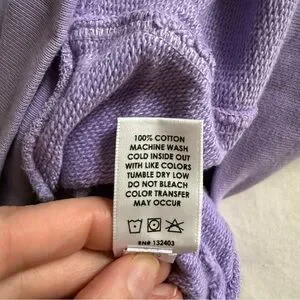 100% COTTON
MACHINE WASH
COLD INSIDE OUT
WITH LIKE COLORS
TUMBLE DRY LOW
DO NOT BLEACH
COLOR TRANSFER
MAY OCCUR
RN# 132403